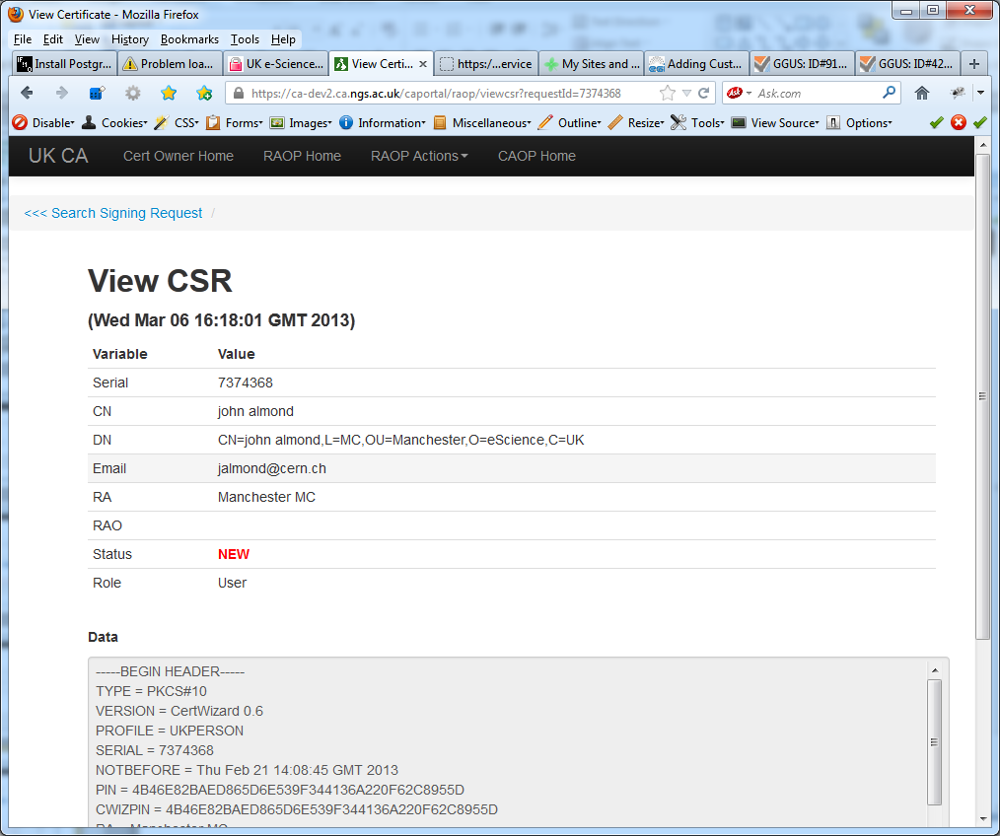 View Certificate - Mozilla Firefox
File Edit View History Bookmarks Tools Help
Install Postgr... Problem loa... UK e-Science... View Certi... × https:/...ervice My Sites and ... Adding Cust... GGUS: ID#91... GGUS: ID#42... +
https://ca-dev2.ca.ngs.ac.uk/caportal/raop/viewcsr?requestId=7374368 Ask Ask.com
Disable Cookies CSS Forms Images Information Miscellaneous Outline Resize Tools View Source Options
UK CA Cert Owner Home RAOP Home RAOP Actions CAOP Home
<<< Search Signing Request /
View CSR
(Wed Mar 06 16:18:01 GMT 2013)
Variable Value
Serial 7374368
CN john almond
DN CN=john almond,L=MC,OU=Manchester,O=eScience,C=UK
Email jalmond@cern.ch
RA Manchester MC
RAO
Status NEW
Role User
Data
-----BEGIN HEADER-----
TYPE = PKCS#10
VERSION = CertWizard 0.6
PROFILE = UKPERSON
SERIAL = 7374368
NOTBEFORE = Thu Feb 21 14:08:45 GMT 2013
PIN = 4B46E82BAED865D6E539F344136A220F62C8955D
CWIZPIN = 4B46E82BAED865D6E539F344136A220F62C8955D
RA = Manchester MC